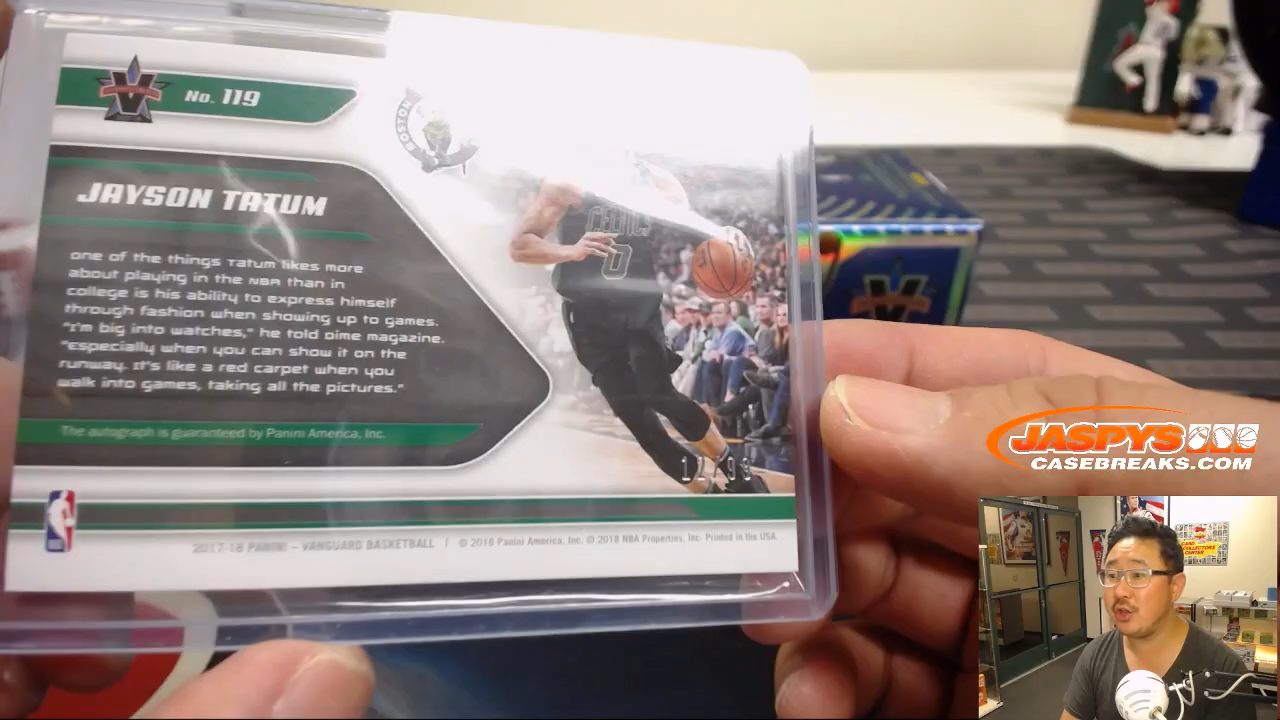 No. 119
BOSTON
JAYSON TATUM
one of the things Tatum likes more
about playing in the NBA than in
college is his ability to express himself
through fashion when showing up to games.
"I'm big into watches," he told Dime magazine.
"Especially when you can show it on the
runway. It's like a red carpet when you
walk into games, taking all the pictures."
The autograph is guaranteed by Panini America, Inc.
2017-18 PANINI – VANGUARD BASKETBALL | © 2018 Panini America, Inc. © 2018 NBA Properties, Inc. Printed in the USA.
CELTICS
0
JASPYS
CASEBREAKS.COM